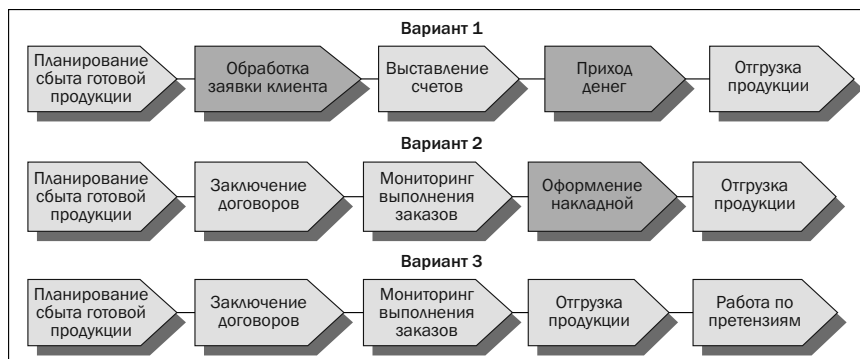 Вариант 1
Планирование
сбыта готовой
продукции
Обработка
заявки клиента
Выставление
счетов
Приход
денег
Отгрузка
продукции
Вариант 2
Планирование
сбыта готовой
продукции
Заключение
договоров
Мониторинг
выполнения
заказов
Оформление
накладной
Отгрузка
продукции
Вариант 3
Планирование
сбыта готовой
продукции
Заключение
договоров
Мониторинг
выполнения
заказов
Отгрузка
продукции
Работа по
претензиям